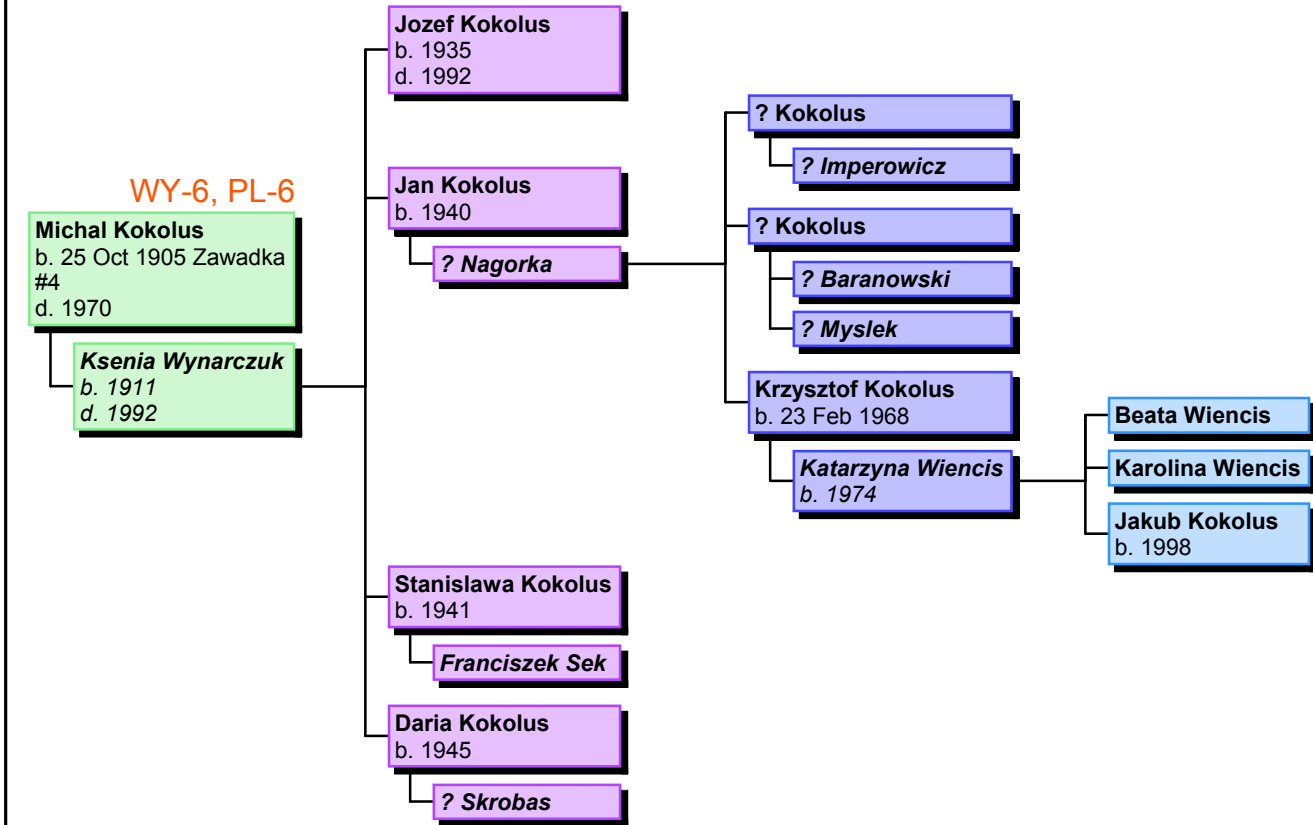 WY-6, PL-6
Michal Kokolus
b. 25 Oct 1905 Zawadka
#4
d. 1970
Ksenia Wynarczuk
b. 1911
d. 1992
Jozef Kokolus
b. 1935
d. 1992
Jan Kokolus
b. 1940
? Nagorka
Stanislawa Kokolus
b. 1941
Franciszek Sek
Daria Kokolus
b. 1945
? Skrobas
? Kokolus
? Imperowicz
? Kokolus
? Baranowski
? Myslek
Krzysztof Kokolus
b. 23 Feb 1968
Katarzyna Wiencis
b. 1974
Beata Wiencis
Karolina Wiencis
Jakub Kokolus
b. 1998